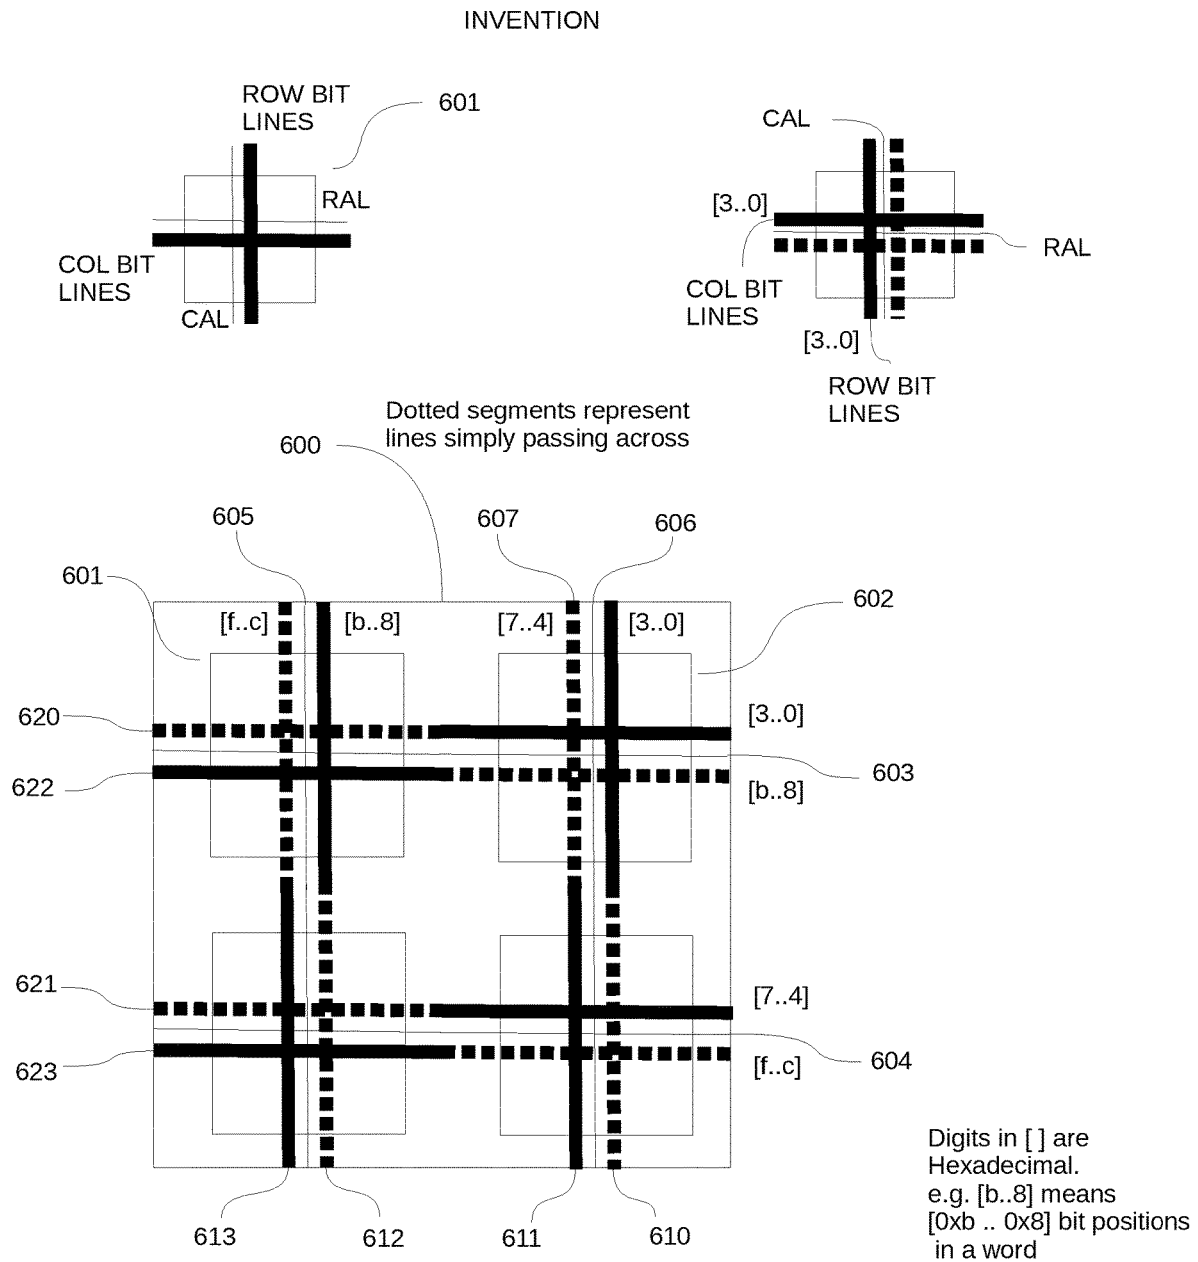 INVENTION
ROW BIT
LINES
601
RAL
COL BIT
LINES
CAL
CAL
[3..0]
RAL
COL BIT
LINES
[3..0]
ROW BIT
LINES
Dotted segments represent
lines simply passing across
600
605
607
606
601
602
[f..c]
[b..8]
[7..4]
[3..0]
620
[3..0]
603
622
[b..8]
621
[7..4]
604
623
[f..c]
613
612
611
610
Digits in [ ] are
Hexadecimal.
e.g. [b..8] means
[0xb .. 0x8] bit positions
in a word